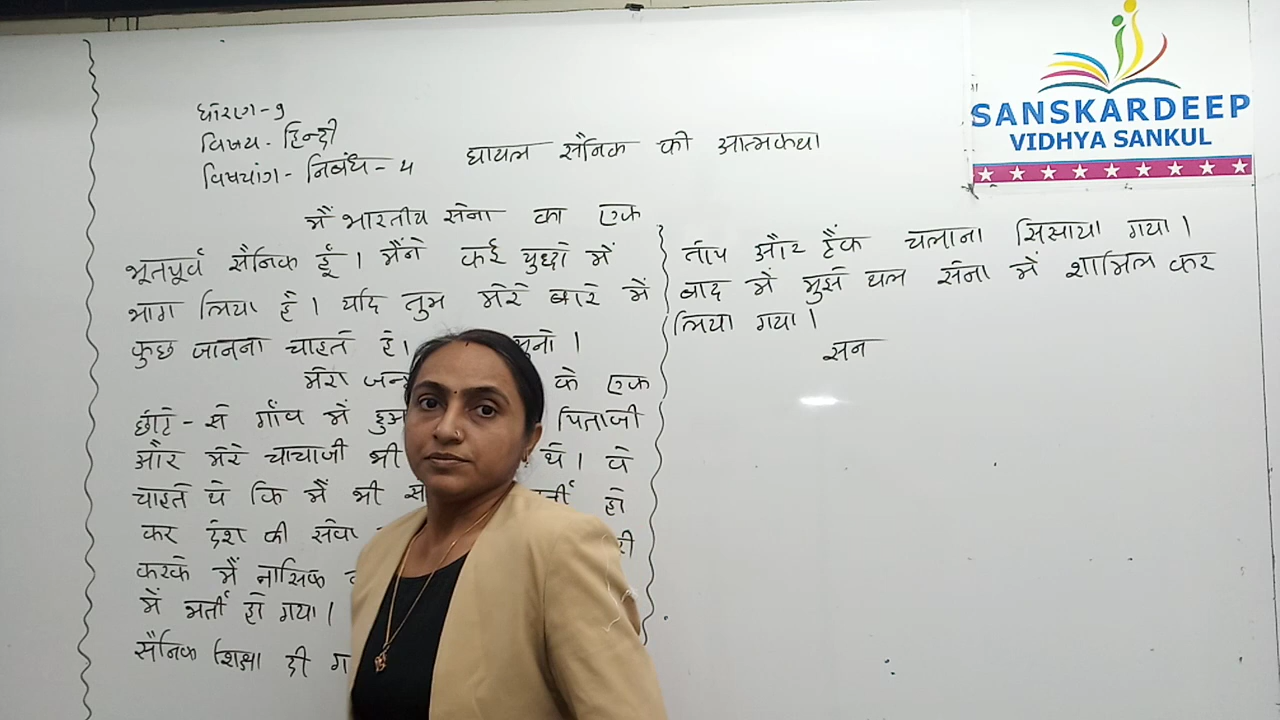 धोरण-9
विषय-हिन्दी
विषयांग-निबंध-4
घायल सैनिक की आत्मकथा
मैं भारतीय सेना का एक
भूतपूर्व सैनिक हूँ । मैंने कई युध्दो में
भाग लिया है । यदि तुम मेरे बारे में
कुछ जानना चाहते हे। सुनो ।
मेरा के एक
छोटे-से गाँव में पिताजी
और मेरे चाचाजी भी थे । वे
चाहते थे कि मैं भी हो
कर देश की सेवा
करके मैं नासिक
में भर्ती हो गया ।
सैनिक शिक्षा दी
तोप और टैंक चलाना सिखाया गया ।
बाद में मुझे थल सेना में शामिल कर
लिया गया ।
सन
SANSKARDEEP
VIDHYA SANKUL